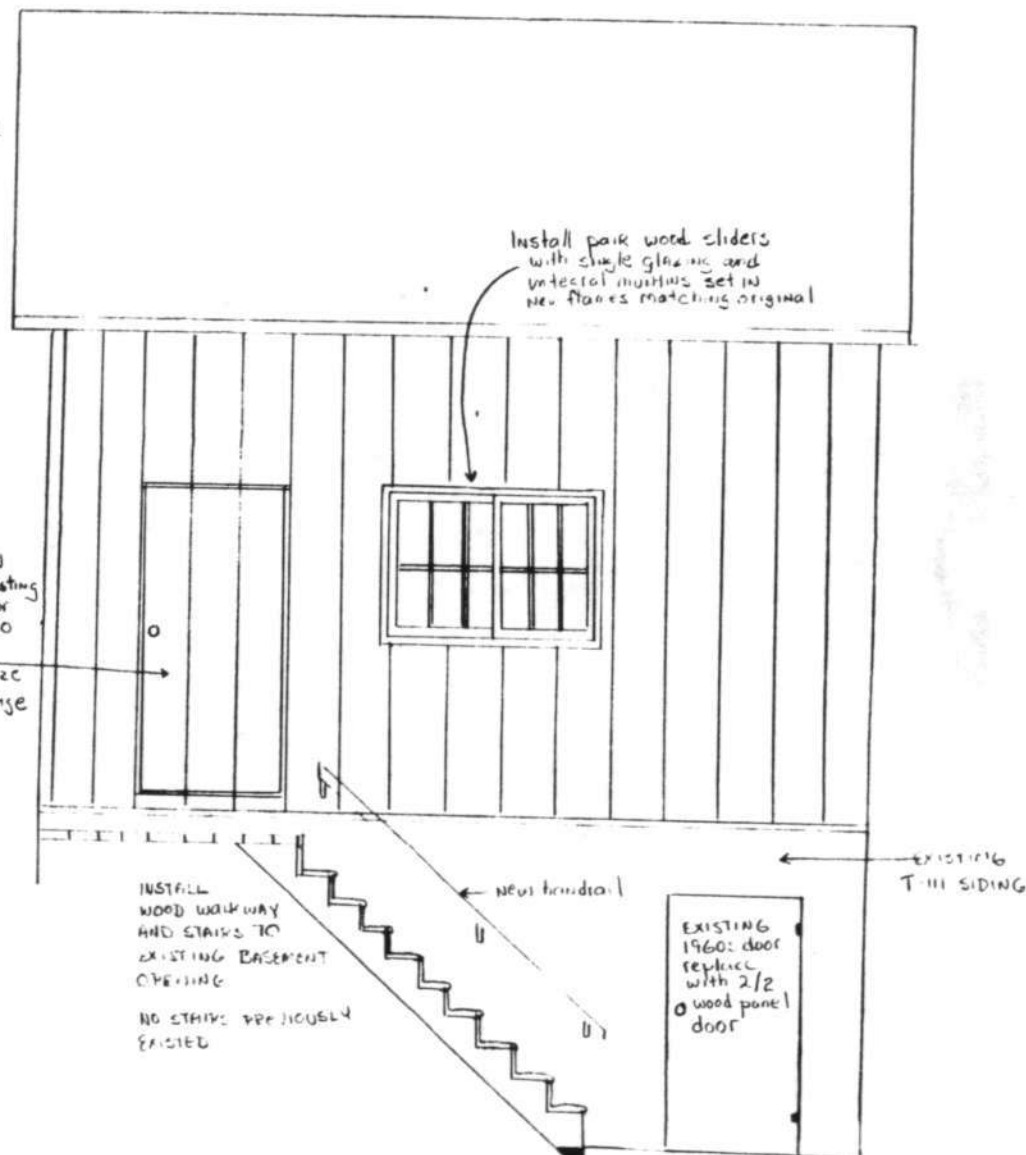 Install pair wood sliders
with single glazing and
integral muntins set in
new frames matching original
New handrail
EXISTING
T-111 SIDING
INSTALL
WOOD WALKWAY
AND STAIRS TO
EXISTING BASEMENT
OPENING
NO STAIRS PREVIOUSLY
EXISTED
EXISTING
1960s door
replace
with 2/2
wood panel
door